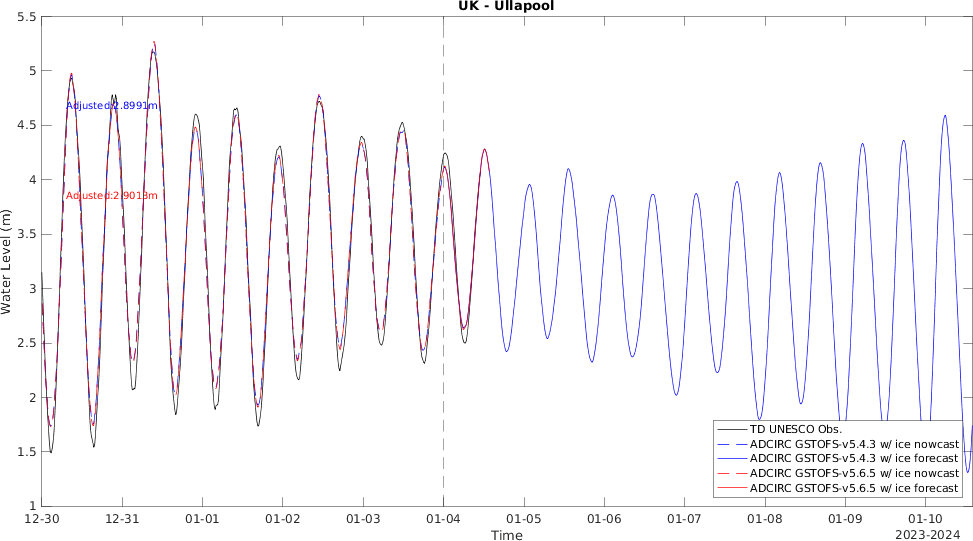 UK - Ullapool
5.5
5
4.5
4
3.5
3
2.5
2
1.5
1
Water Level (m)
Adjusted:2.8991m
Adjusted:2.9013m
TD UNESCO Obs.
ADCIRC GSTOFS-v5.4.3 w/ ice nowcast
ADCIRC GSTOFS-v5.4.3 w/ ice forecast
ADCIRC GSTOFS-v5.6.5 w/ ice nowcast
ADCIRC GSTOFS-v5.6.5 w/ ice forecast
12-30 12-31 01-01 01-02 01-03 01-04 01-05 01-06 01-07 01-08 01-09 01-10
Time
2023-2024